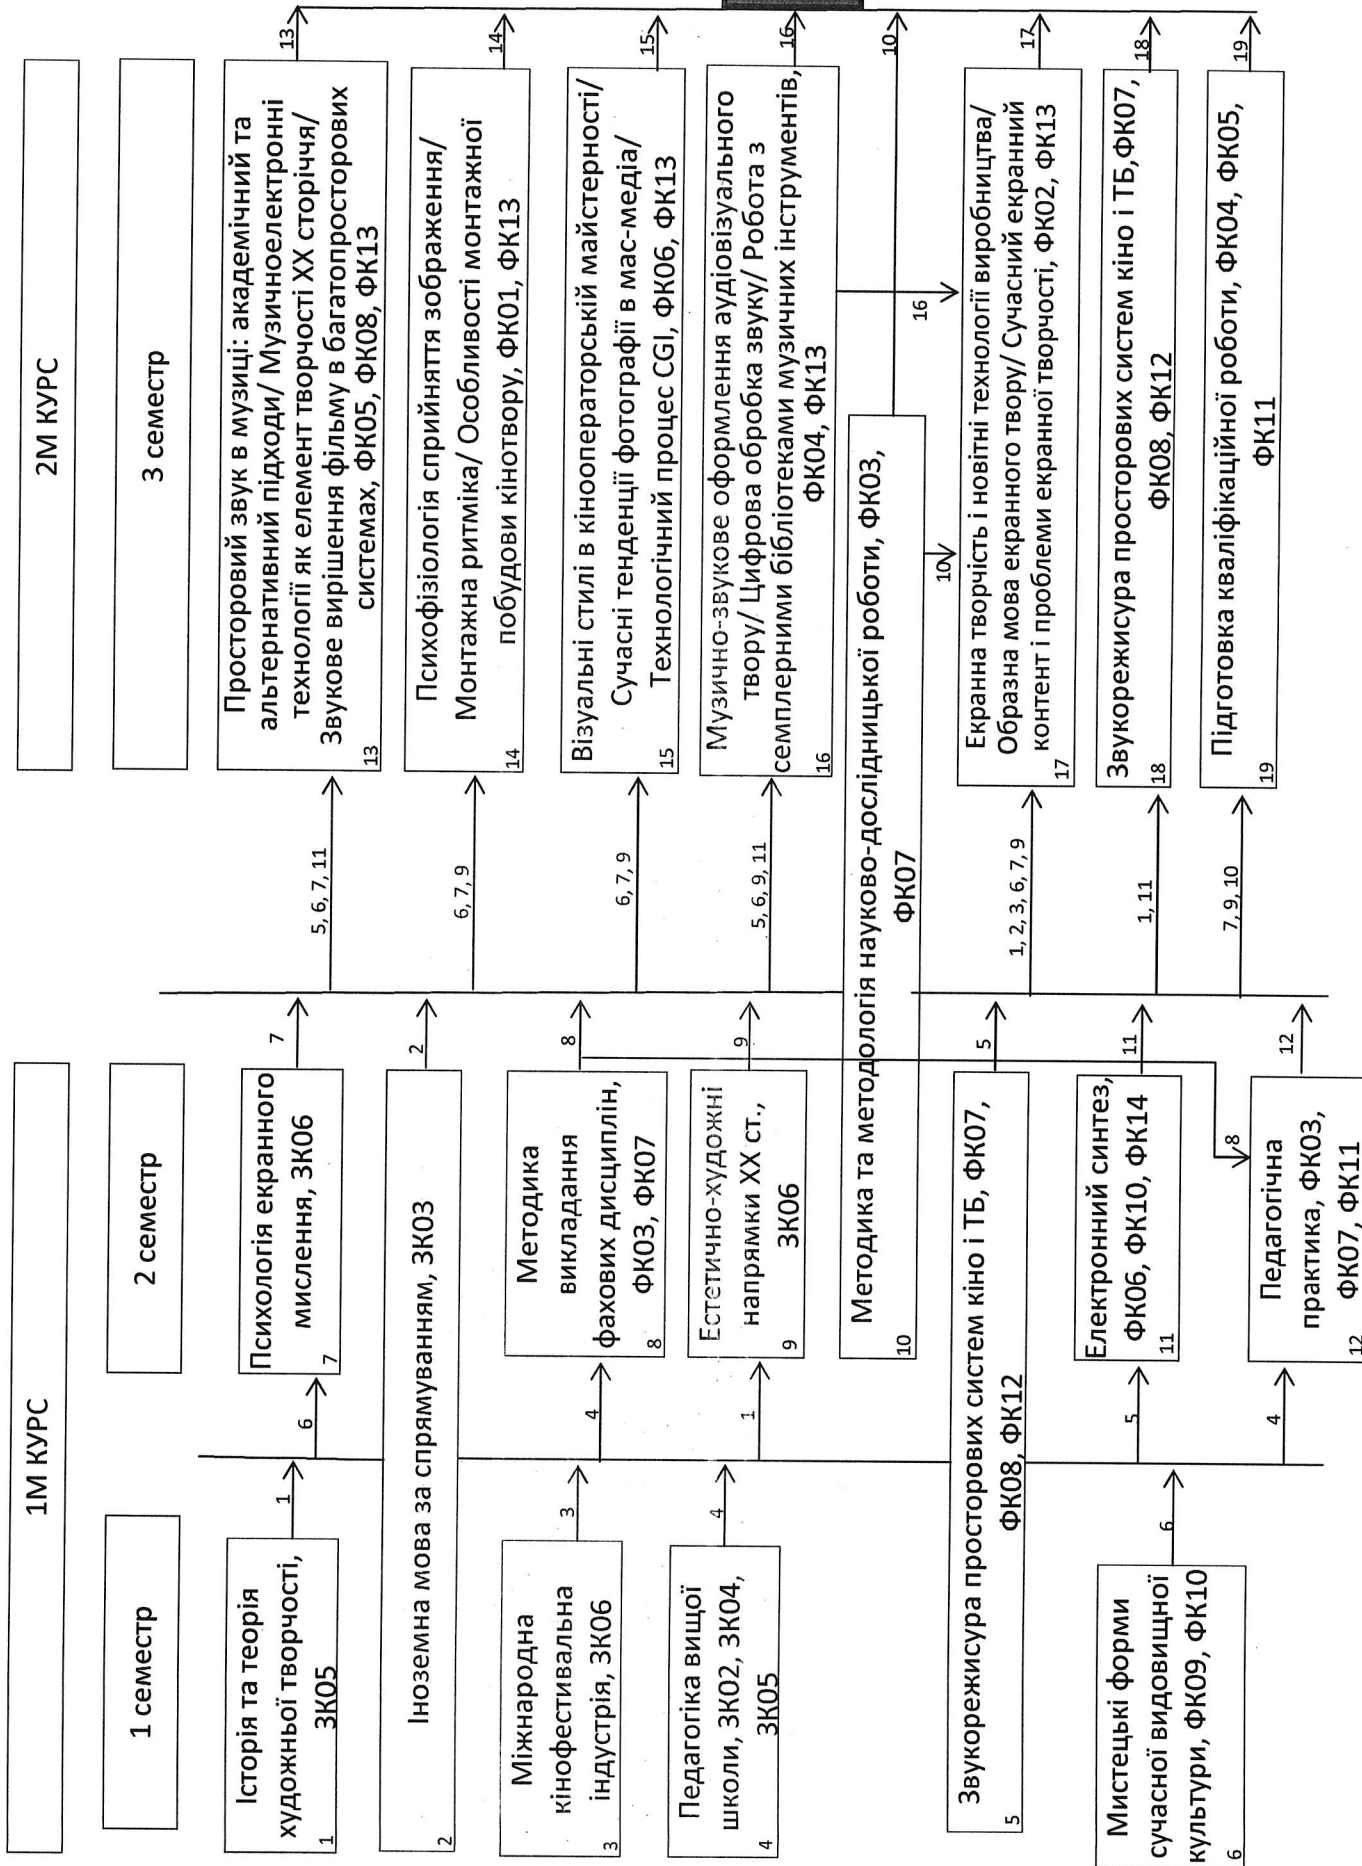 1М КУРС
2М КУРС
1 семестр
2 семестр
3 семестр
Історія та теорія
художньої творчості,
ЗК05
1
1
6
Психологія екранного
мислення, ЗК06
7
7
5, 6, 7, 11
Просторовий звук в музиці: академічний та
альтернативний підходи/ Музичноелектронні
технології як елемент творчості ХХ сторіччя/
Звукове вирішення фільму в багатопросторових
системах, ФК05, ФК08, ФК13
13
13
Іноземна мова за спрямуванням, ЗК03
2
2
6, 7, 9
Психофізіологія сприйняття зображення/
Монтажна ритміка/ Особливості монтажної
побудови кінотвору, ФК01, ФК13
14
14
Міжнародна
кінофестивальна
індустрія, ЗК06
3
3
4
Методика
викладання
фахових дисциплін,
ФК03, ФК07
8
8
6, 7, 9
Візуальні стилі в кінооператорській майстерності/
Сучасні тенденції фотографії в мас-медіа/
Технологічний процес CGI, ФК06, ФК13
15
15
Педагогіка вищої
школи, ЗК02, ЗК04,
ЗК05
4
4
1
Естетично-художні
напрямки ХХ ст.,
ЗК06
9
9
5, 6, 9, 11
Музично-звукове оформлення аудіовізуального
твору/ Цифрова обробка звуку/ Робота з
семплерними бібліотеками музичних інструментів,
ФК04, ФК13
16
16
Методика та методологія науково-дослідницької роботи, ФК03,
ФК07
10
10
10
16
Звукорежисура просторових систем кіно і ТБ, ФК07,
ФК08, ФК12
5
5
1, 2, 3, 6, 7, 9
Екранна творчість і новітні технології виробництва/
Образна мова екранного твору/ Сучасний екранний
контент і проблеми екранної творчості, ФК02, ФК13
17
17
Мистецькі форми
сучасної видовищної
культури, ФК09, ФК10
6
6
5
Електронний синтез,
ФК06, ФК10, ФК14
11
11
1, 11
Звукорежисура просторових систем кіно і ТБ,ФК07,
ФК08, ФК12
18
18
4
8
Педагогічна
практика, ФК03,
ФК07, ФК11
12
12
7, 9, 10
Підготовка кваліфікаційної роботи, ФК04, ФК05,
ФК11
19
19